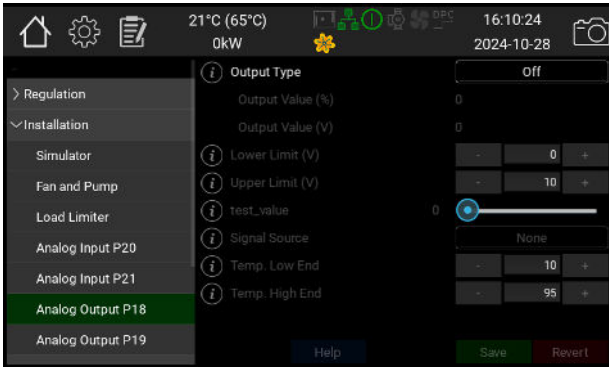 21°C (65°C)
0kW
DPC
16:10:24
2024-10-28
Regulation
Installation
Simulator
Fan and Pump
Load Limiter
Analog Input P20
Analog Input P21
Analog Output P18
Analog Output P19
Output Type Off
Output Value (%) 0
Output Value (V) 0
Lower Limit (V) - 0 +
Upper Limit (V) - 10 +
test_value 0
Signal Source None
Temp. Low End - 10 +
Temp. High End - 95 +
Help Save Revert